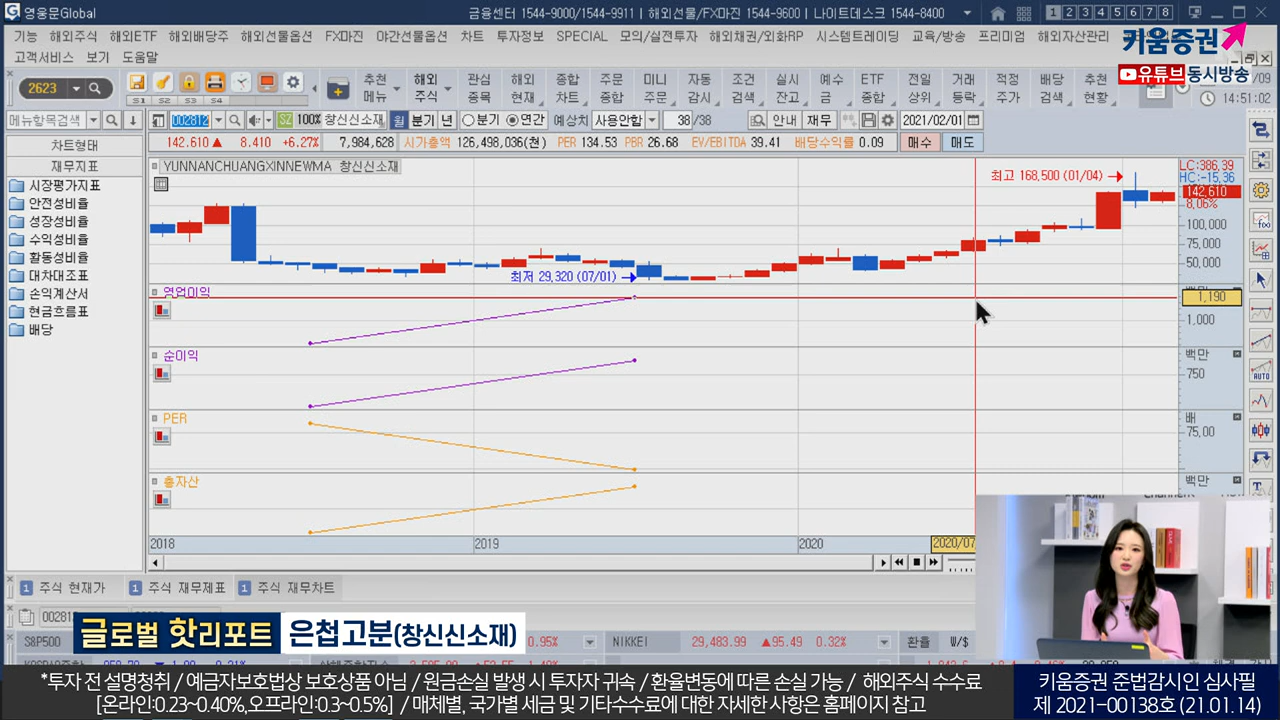 영웅문Global
금융센터 1544-9000/1544-9911 | 해외선물/FX마진 1544-9600 | 나이트데스크 1544-8400
1 2 3 4 5 6 7 8
기능 해외주식 해외ETF 해외배당주 해외선물옵션 FX마진 야간선물옵션 차트 투자정보 SPECIAL 모의/실전투자 해외채권/외화RP 시스템트레이딩 교육/방송 프리미엄 해외자산관리
고객서비스 보기 도움말
키움증권
유튜브동시방송
2623
S1 S2 S3 S4
추천 메뉴
해외 주식
관심 종목
해외 현재
종합 차트
주문 종합
미니 주문
자동 감시
조건 검색
실시 잔고
예수 금
ETF 종합
전일 상위
거래 등락
적정 주가
배당 검색
추천 현황
14:51:02
메뉴항목검색
002812
SZ 100% 창신신소재
월 분기 년
분기 연간
사용안함
38 /38
안내 재무
2021/02/01
142.610 ▲ 8.410 +6.27% 7,984,628 시가총액 126,498,036(천) PER 134.53 PBR 26.68 EV/EBITDA 39.41 배당수익률 0.09 매수 매도
차트형태
재무지표
시장평가지표
안전성비율
성장성비율
수익성비율
활동성비율
대차대조표
손익계산서
현금흐름표
배당
YUNNANCHUANGXINNEWMA 창신신소재
최고 168,500 (01/04)
LC:386,39
HC:-15,36
142,610
8,06%
100,000
75,000
50,000
최저 29,320 (07/01)
영업이익
1,190
1,000
순이익
백만
750
PER
배
75,00
총자산
백만
2018 2019 2020 2020/07
1 주식 현재가 1 주식 재무제표 1 주식 재무차트
글로벌 핫리포트 은첩고분(창신신소재)
S&P500 0.95% NIKKEI 29,483.99 ▲95.49 0.32% 환율 W/$
*투자 전 설명청취 / 예금자보호법상 보호상품 아님 / 원금손실 발생 시 투자자 귀속 / 환율변동에 따른 손실 가능 / 해외주식 수수료
[온라인:0.23~0.40%,오프라인:0.3~0.5%] / 매체별, 국가별 세금 및 기타수수료에 대한 자세한 사항은 홈페이지 참고
키움증권 준법감시인 심사필
제 2021-00138호 (21.01.14)